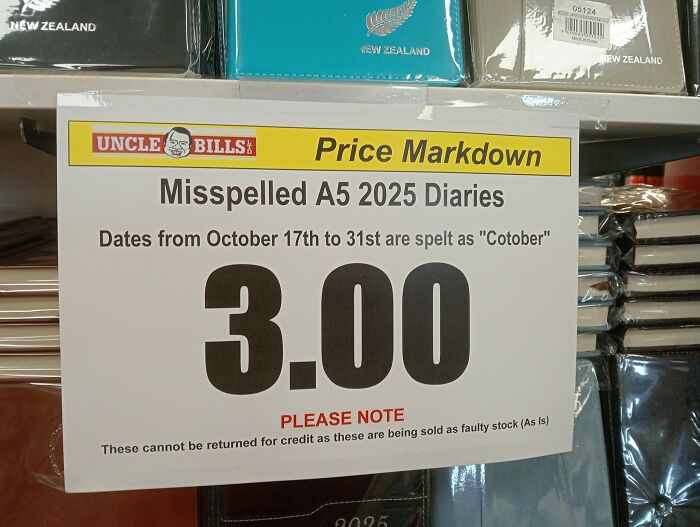 NEW ZEALAND
NEW ZEALAND
05124
NEW ZEALAND
UNCLE BILLS LTD
Price Markdown
Misspelled A5 2025 Diaries
Dates from October 17th to 31st are spelt as "Cotober"
3.00
PLEASE NOTE
These cannot be returned for credit as these are being sold as faulty stock (As Is)
2025